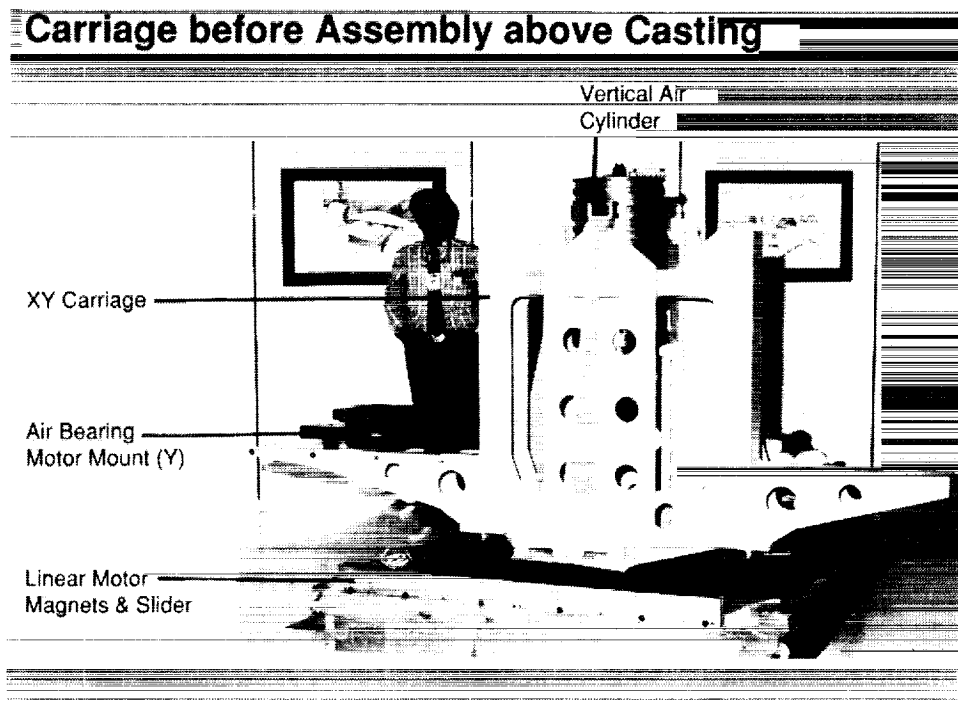 Carriage before Assembly above Casting
Vertical Air
Cylinder
XY Carriage
Air Bearing
Motor Mount (Y)
Linear Motor
Magnets & Slider